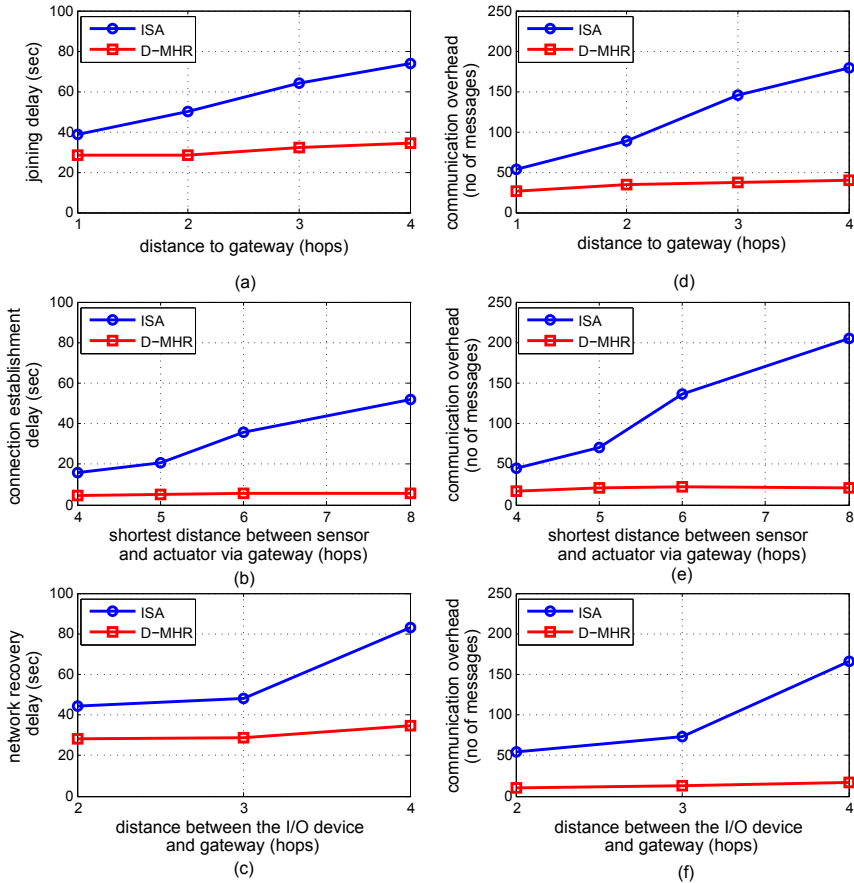 100
80
60
40
20
0
joining delay (sec)
ISA
D−MHR
1
2
3
4
distance to gateway (hops)
(a)
250
200
150
100
50
0
communication overhead
(no of messages)
ISA
D−MHR
1
2
3
4
distance to gateway (hops)
(d)
100
80
60
40
20
0
connection establishment
delay (sec)
ISA
D−MHR
4
5
6
7
8
shortest distance between sensor
and actuator via gateway (hops)
(b)
250
200
150
100
50
0
communication overhead
(no of messages)
ISA
D−MHR
4
5
6
7
8
shortest distance between sensor
and actuator via gateway (hops)
(e)
100
80
60
40
20
0
network recovery
delay (sec)
ISA
D−MHR
2
3
4
distance between the I/O device
and gateway (hops)
(c)
250
200
150
100
50
0
communication overhead
(no of messages)
ISA
D−MHR
2
3
4
distance between the I/O device
and gateway (hops)
(f)